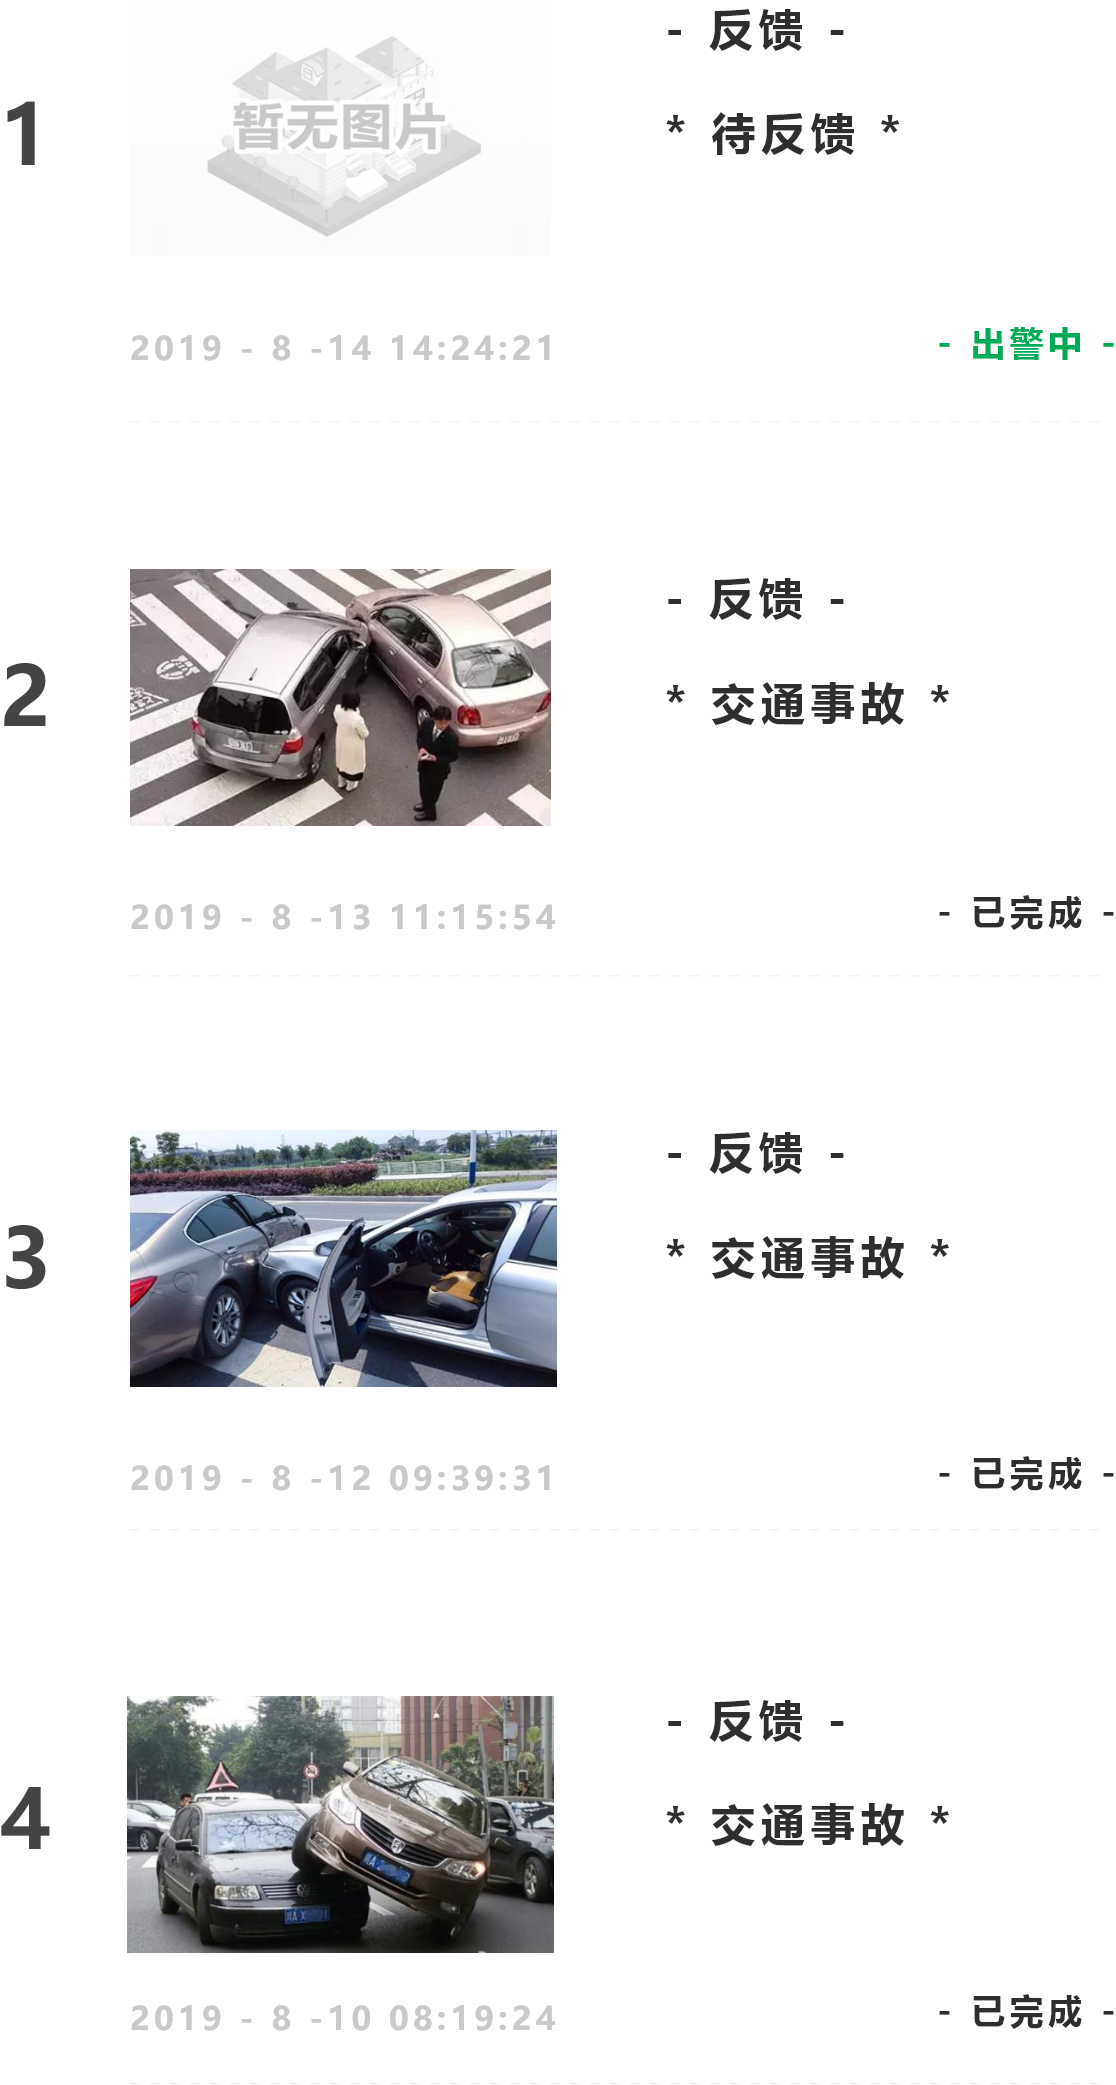 - 反馈 -
1
暂无图片
* 待反馈 *
2019 - 8 -14 14:24:21
- 出警中 -
- 反馈 -
2
* 交通事故 *
2019 - 8 -13 11:15:54
- 已完成 -
- 反馈 -
3
* 交通事故 *
2019 - 8 -12 09:39:31
- 已完成 -
- 反馈 -
4
* 交通事故 *
2019 - 8 -10 08:19:24
- 已完成 -